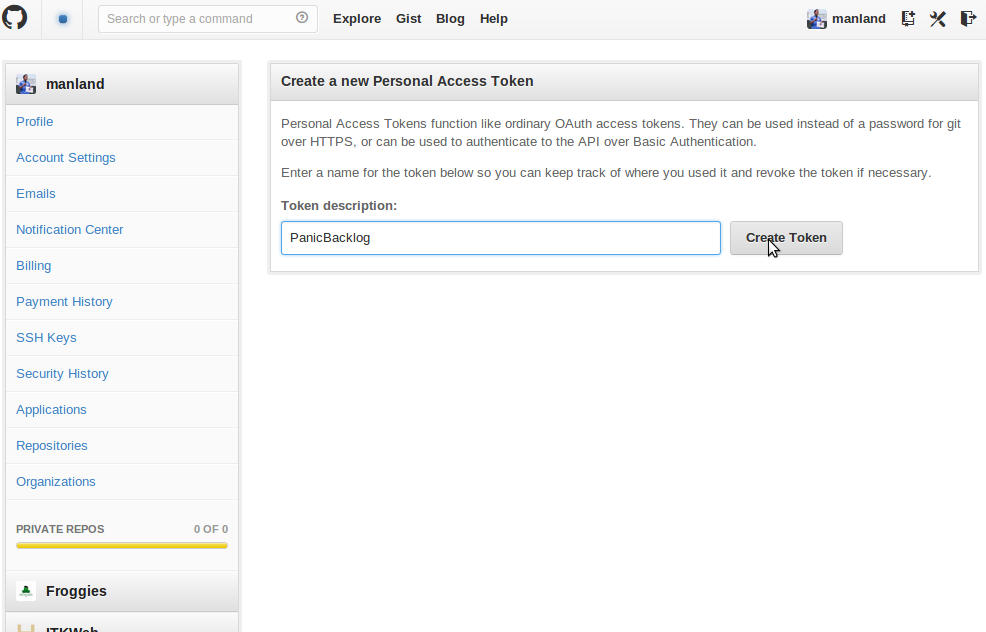 Search or type a command
Explore Gist Blog Help
manland
manland
Profile
Account Settings
Emails
Notification Center
Billing
Payment History
SSH Keys
Security History
Applications
Repositories
Organizations
PRIVATE REPOS 0 OF 0
Froggies
ITKWeb
Create a new Personal Access Token
Personal Access Tokens function like ordinary OAuth access tokens. They can be used instead of a password for git
over HTTPS, or can be used to authenticate to the API over Basic Authentication.
Enter a name for the token below so you can keep track of where you used it and revoke the token if necessary.
Token description:
PanicBacklog
Create Token